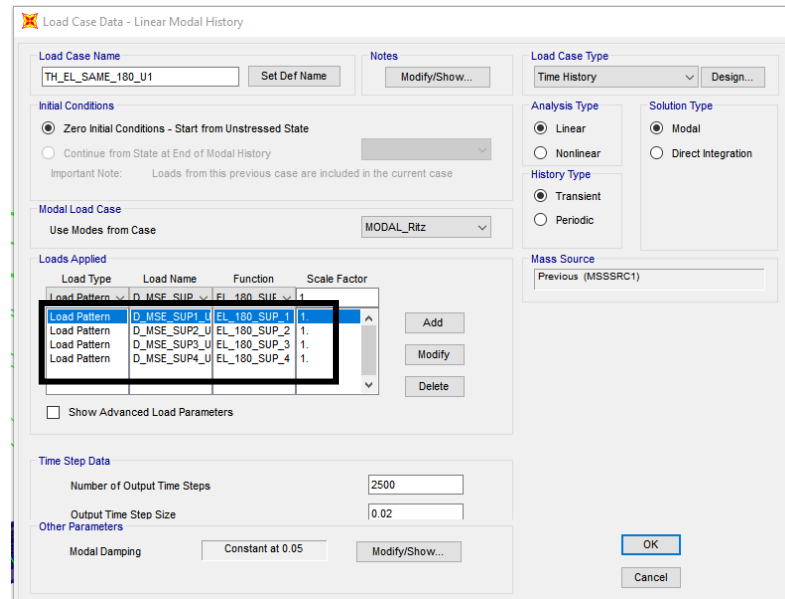 Load Case Data - Linear Modal History
Load Case Name
TH_EL_SAME_180_U1
Set Def Name
Notes
Modify/Show...
Load Case Type
Time History
Design...
Initial Conditions
Zero Initial Conditions - Start from Unstressed State
Continue from State at End of Modal History
Important Note: Loads from this previous case are included in the current case
Analysis Type
Linear
Nonlinear
Solution Type
Modal
Direct Integration
History Type
Transient
Periodic
Modal Load Case
Use Modes from Case
MODAL_Ritz
Loads Applied
Load Type Load Name Function Scale Factor
Load Pattern D_MSE_SUP EL_180_SUF 1
Load Pattern D_MSE_SUP1_U EL_180_SUP_1 1.
Load Pattern D_MSE_SUP2_U EL_180_SUP_2 1.
Load Pattern D_MSE_SUP3_U EL_180_SUP_3 1.
Load Pattern D_MSE_SUP4_U EL_180_SUP_4 1.
Add
Modify
Delete
Show Advanced Load Parameters
Mass Source
Previous (MSSSRC1)
Time Step Data
Number of Output Time Steps 2500
Output Time Step Size 0.02
Other Parameters
Modal Damping Constant at 0.05 Modify/Show...
OK
Cancel